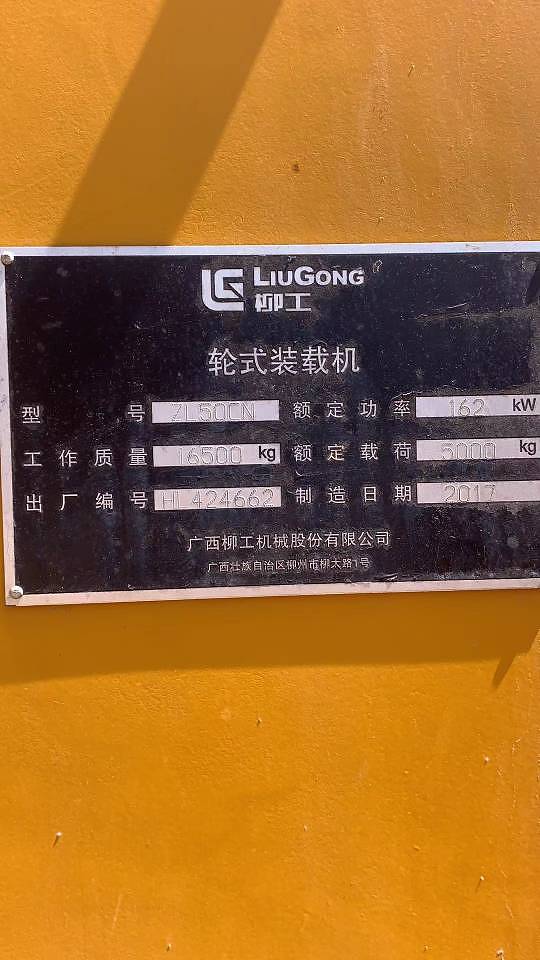 LIUGONG
柳工
轮式装载机
型号 ZL50CN 额定功率 162 kW
工作质量 16500 kg 额定载荷 5000 kg
出厂编号 HL424662 制造日期 2017
广西柳工机械股份有限公司
广西壮族自治区柳州市柳太路1号